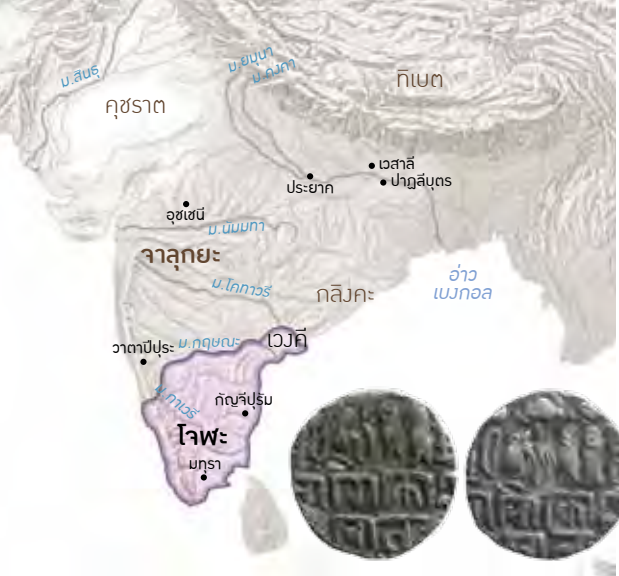 ม.สินธุ
ม.ยมุนา
ม.คงคา
ทิเบต
คุชราต
เวสาลี
ประยาค
ปาฏลีบุตร
อุชเชนี
ม.นมมทา
จาลุกยะ
อ่าว
เบงกอล
ม.โคทาวรี
กลิงคะ
เวงคี
ม.กฤษณะ
วาตาปีปุระ
ม.กาเวรี
กัญจีปุรัม
โจฬะ
มทุรา